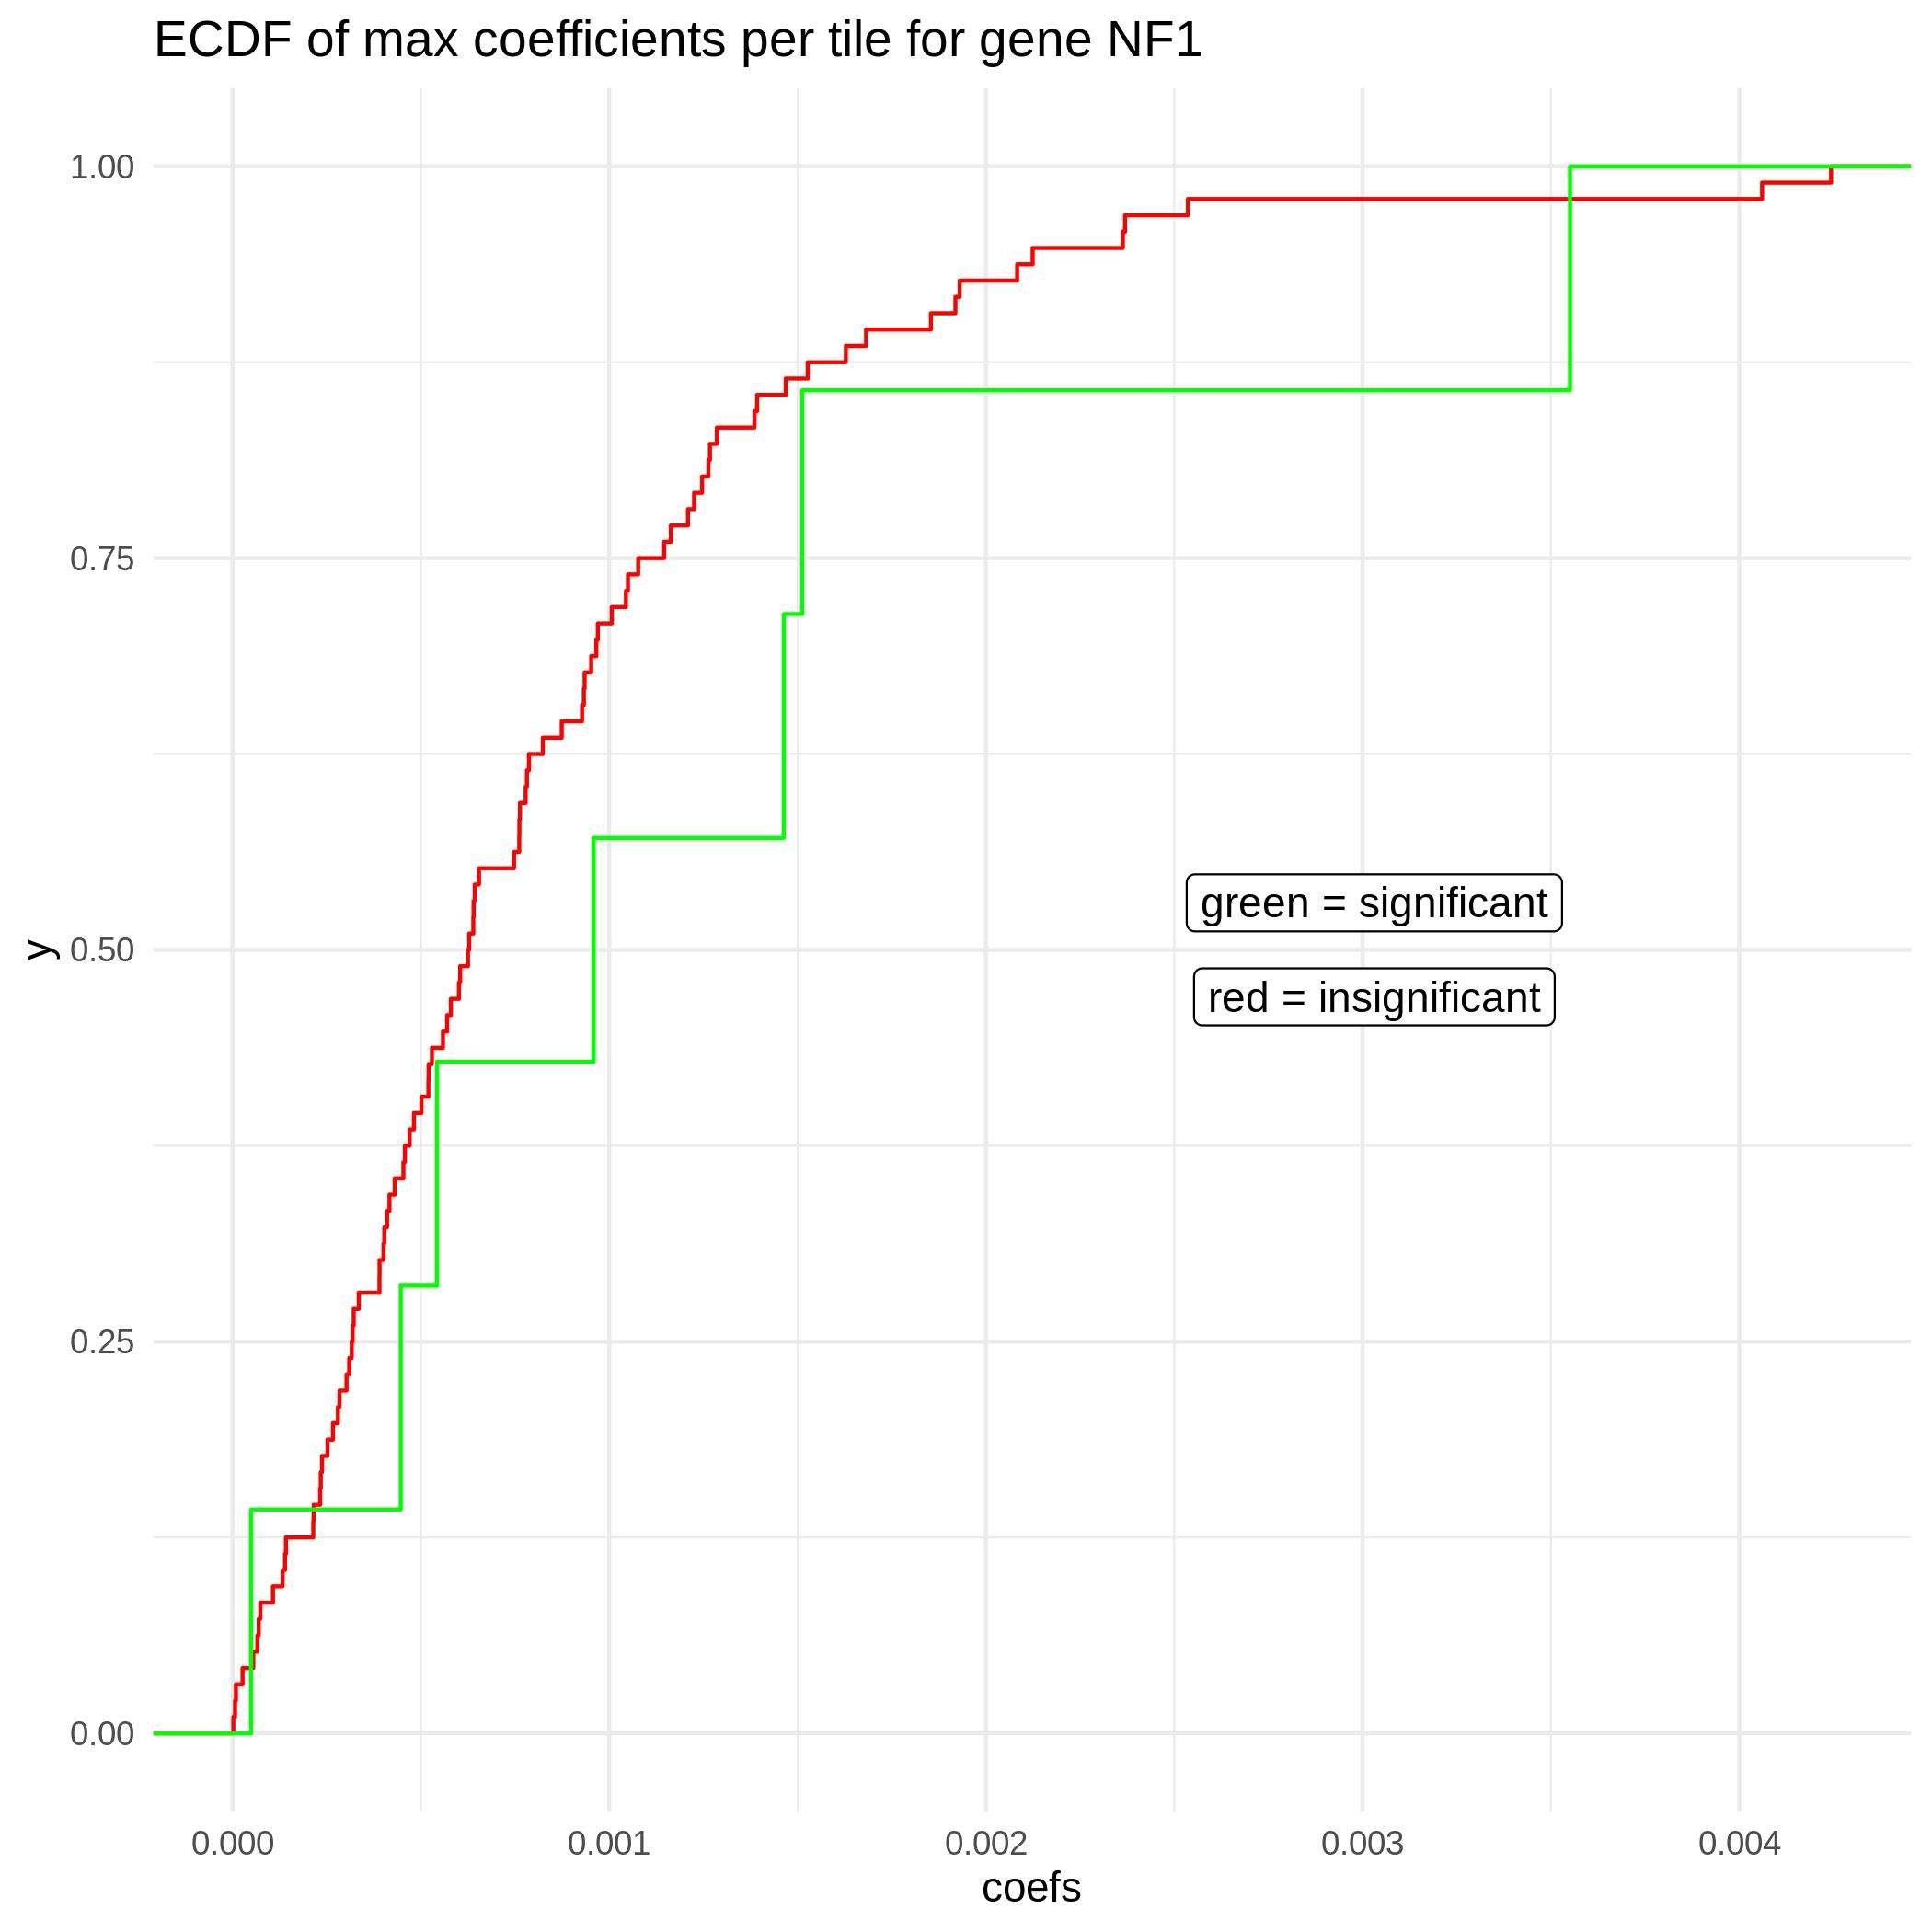 ECDF of max coefficients per tile for gene NF1
1.00
0.75
0.50
0.25
0.00
y
green = significant
red = insignificant
0.000 0.001 0.002 0.003 0.004
coefs